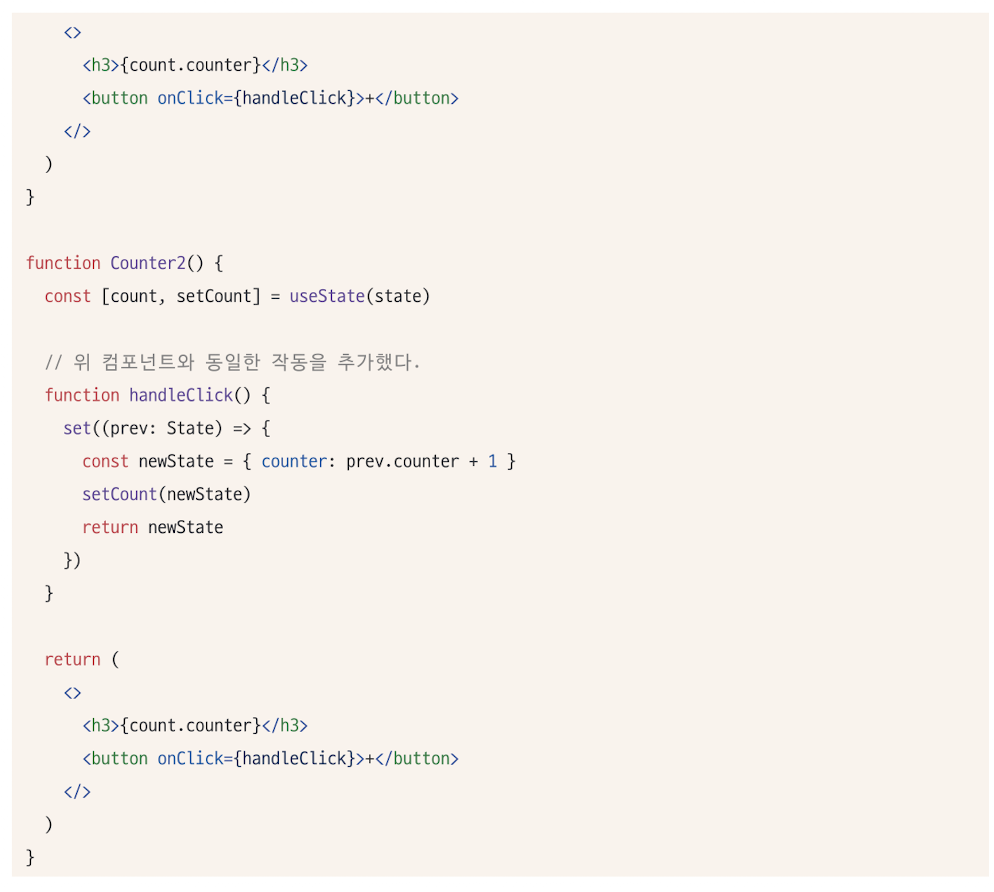 <>
<h3>{count.counter}</h3>
<button onClick={handleClick}>+</button>
</>
)
}
function Counter2() {
const [count, setCount] = useState(state)
// 위 컴포넌트와 동일한 작동을 추가했다.
function handleClick() {
set((prev: State) => {
const newState = { counter: prev.counter + 1 }
setCount(newState)
return newState
})
}
return (
<>
<h3>{count.counter}</h3>
<button onClick={handleClick}>+</button>
</>
)
}